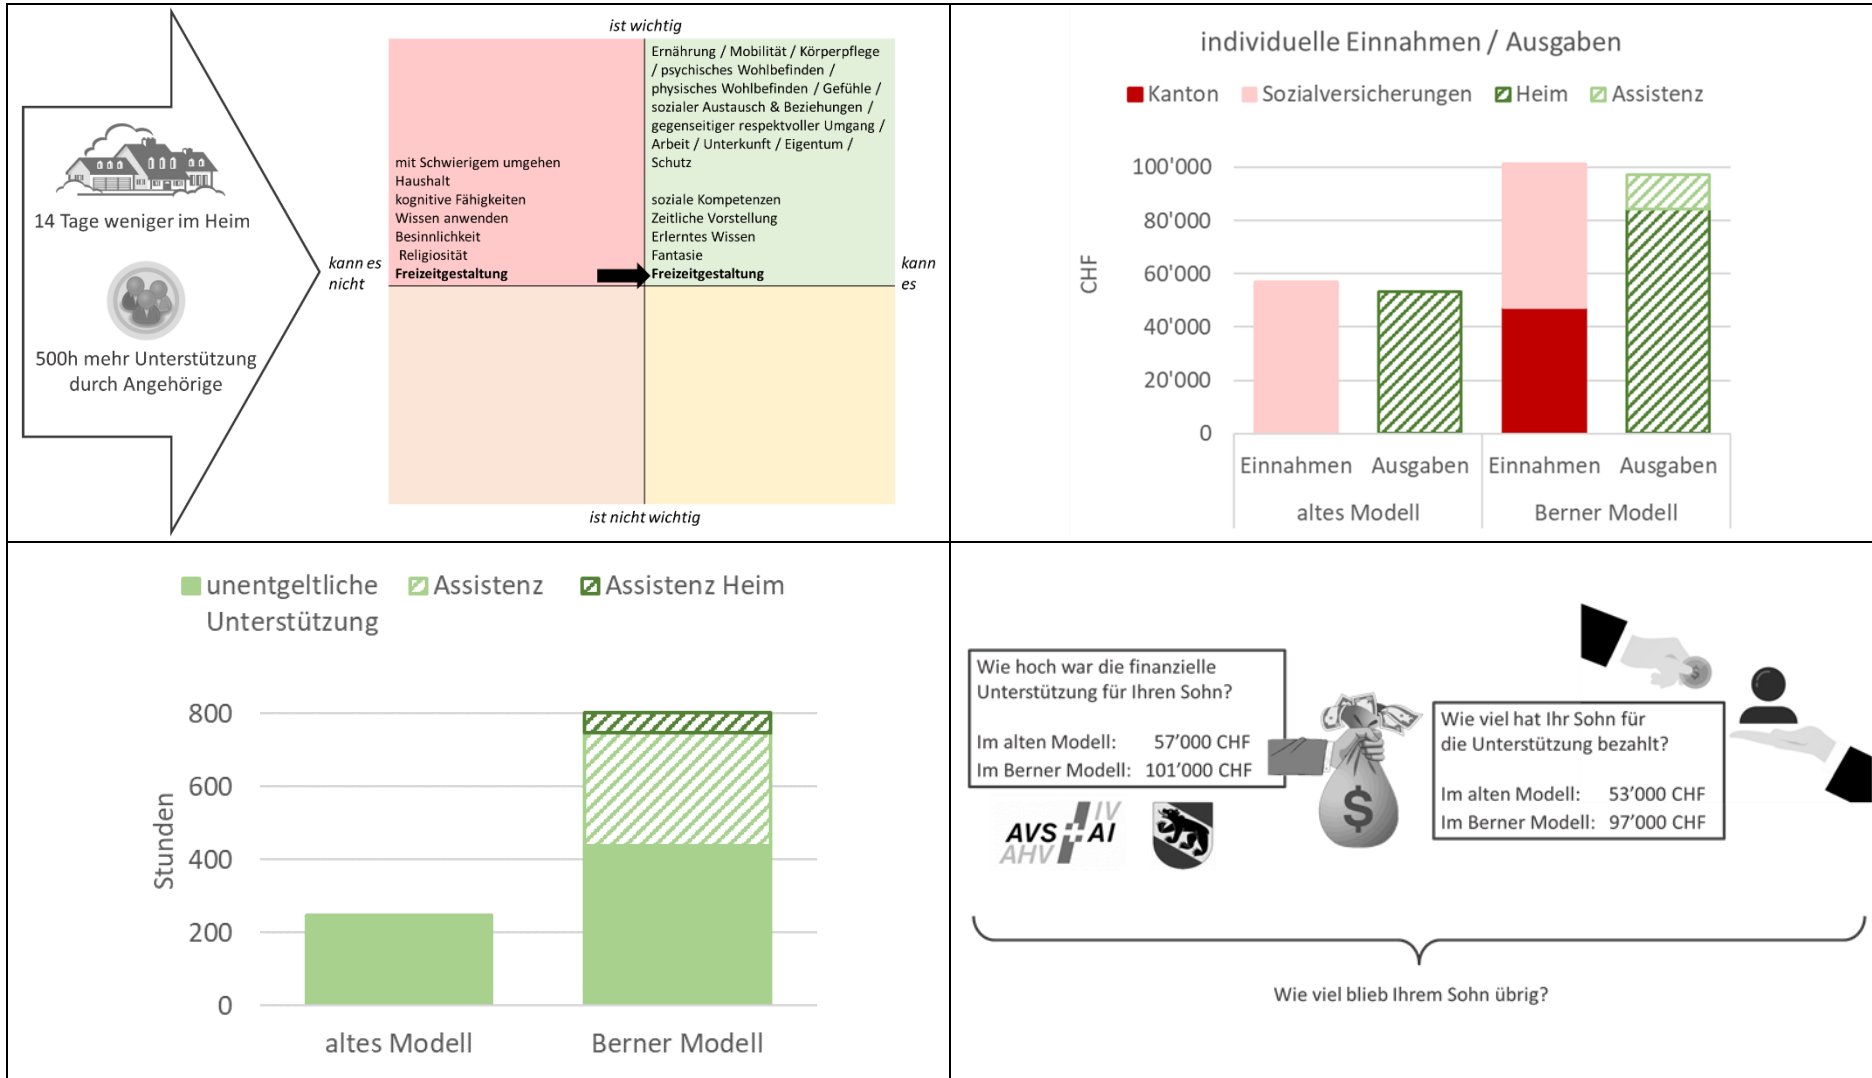 14 Tage weniger im Heim
500h mehr Unterstützung
durch Angehörige
ist wichtig
kann es
nicht
mit Schwierigem umgehen
Haushalt
kognitive Fähigkeiten
Wissen anwenden
Besinnlichkeit
Religiosität
Freizeitgestaltung
Ernährung / Mobilität / Körperpflege
/ psychisches Wohlbefinden /
physisches Wohlbefinden / Gefühle /
sozialer Austausch & Beziehungen /
gegenseitiger respektvoller Umgang /
Arbeit / Unterkunft / Eigentum /
Schutz
soziale Kompetenzen
Zeitliche Vorstellung
Erlerntes Wissen
Fantasie
Freizeitgestaltung
kann
es
ist nicht wichtig
individuelle Einnahmen / Ausgaben
Kanton Sozialversicherungen Heim Assistenz
CHF
100'000
80'000
60'000
40'000
20'000
0
Einnahmen Ausgaben Einnahmen Ausgaben
altes Modell Berner Modell
unentgeltliche Unterstützung
Assistenz
Assistenz Heim
Stunden
800
600
400
200
0
altes Modell Berner Modell
Wie hoch war die finanzielle
Unterstützung für Ihren Sohn?
Im alten Modell: 57’000 CHF
Im Berner Modell: 101’000 CHF
IV
AVS AI
AHV
$
$
Wie viel hat Ihr Sohn für
die Unterstützung bezahlt?
Im alten Modell: 53’000 CHF
Im Berner Modell: 97’000 CHF
Wie viel blieb Ihrem Sohn übrig?